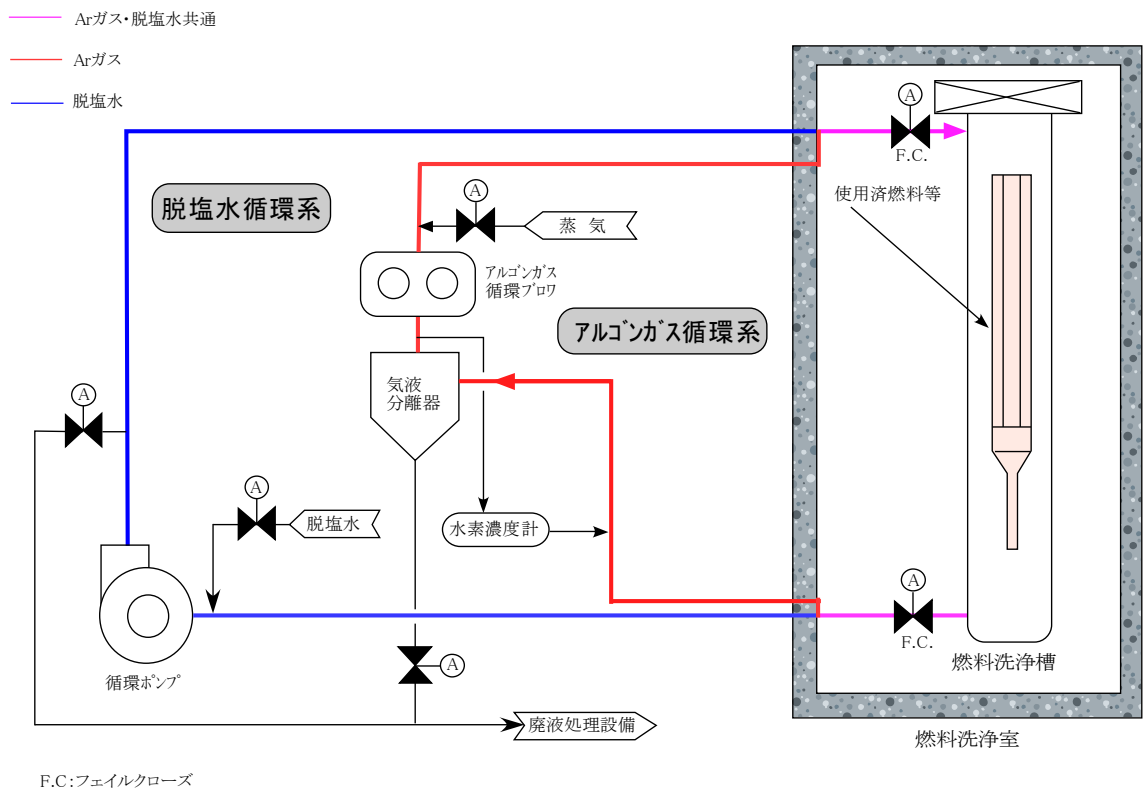 Arガス・脱塩水共通
Arガス
脱塩水
A
F.C.
脱塩水循環系
A
蒸 気
使用済燃料等
アルゴンガス
循環ブロワ
アルゴンガス循環系
気液
分離器
A
A
脱塩水
水素濃度計
A
F.C.
燃料洗浄槽
A
循環ポンプ
廃液処理設備
燃料洗浄室
F.C:フェイルクローズ